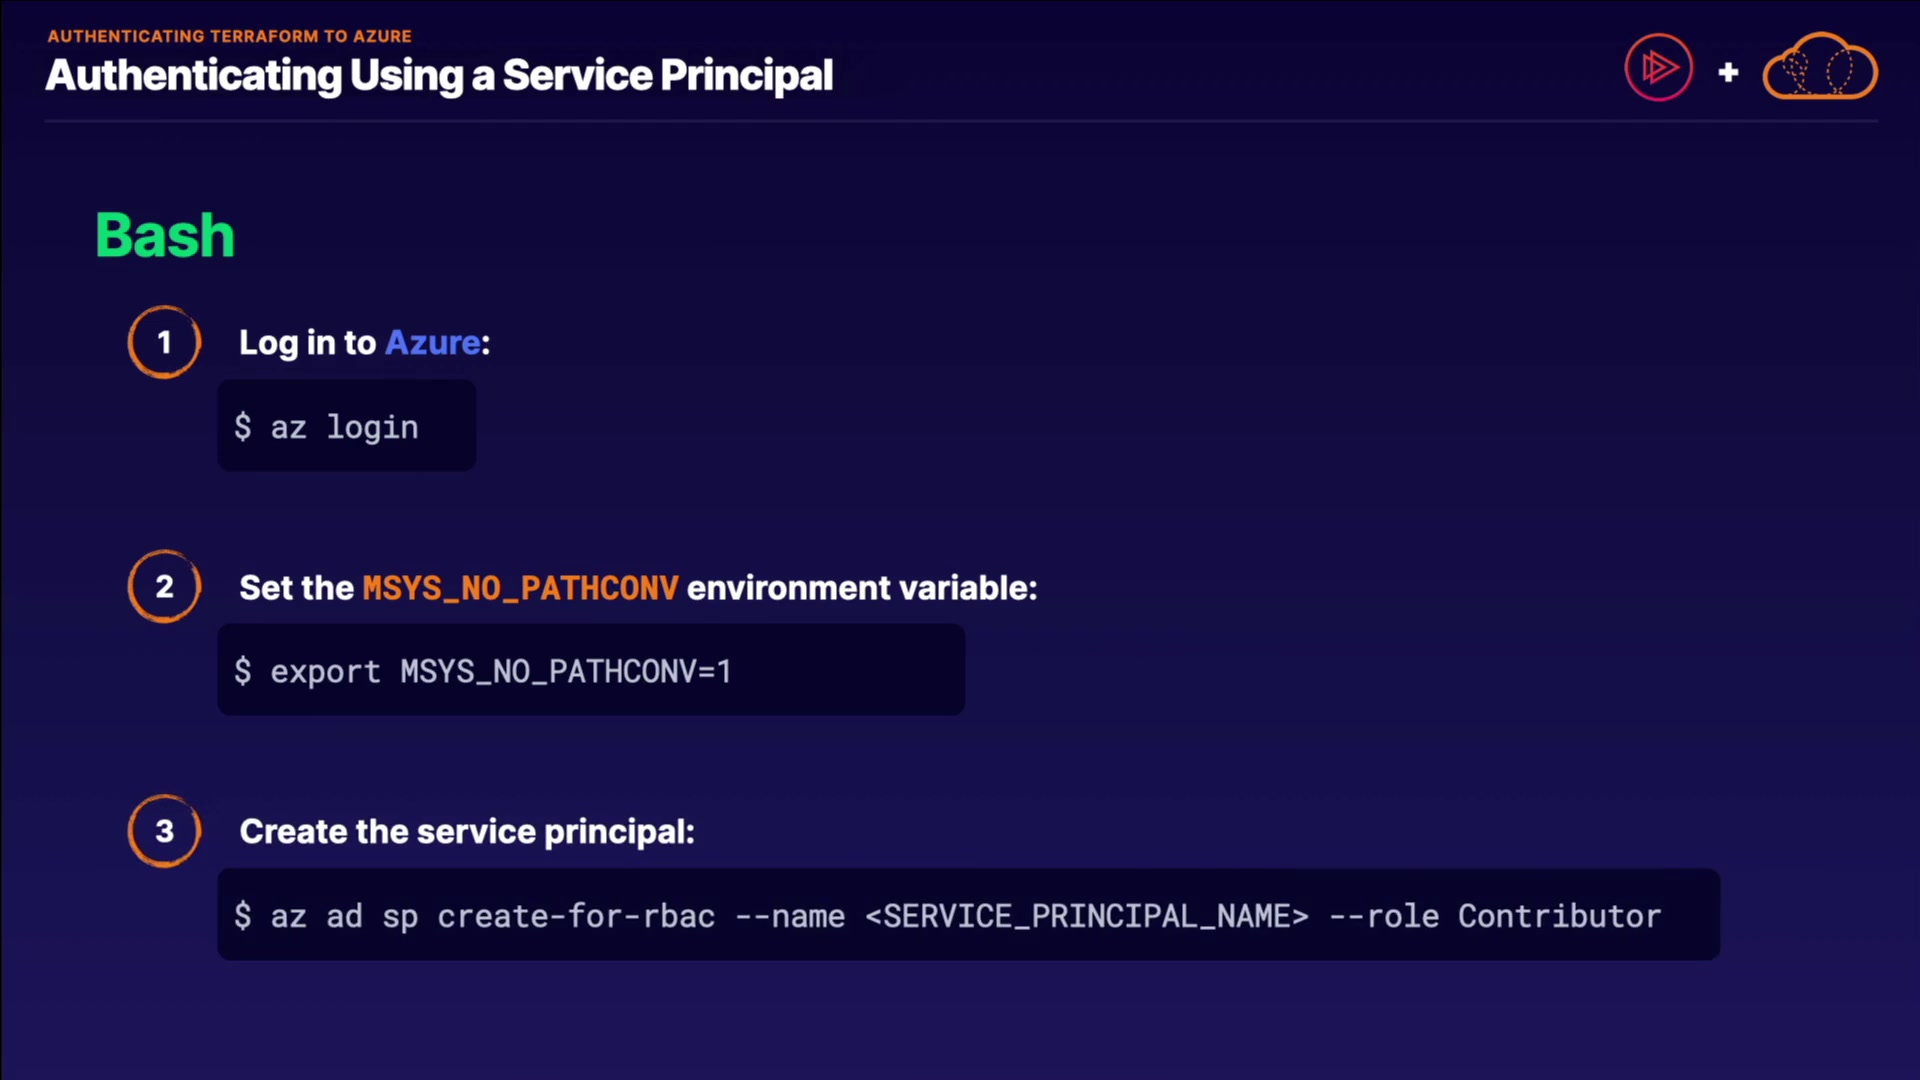 AUTHENTICATING TERRAFORM TO AZURE
Authenticating Using a Service Principal
+
Bash
1 Log in to Azure:
$ az login
2 Set the MSYS_NO_PATHCONV environment variable:
$ export MSYS_NO_PATHCONV=1
3 Create the service principal:
$ az ad sp create-for-rbac --name <SERVICE_PRINCIPAL_NAME> --role Contributor